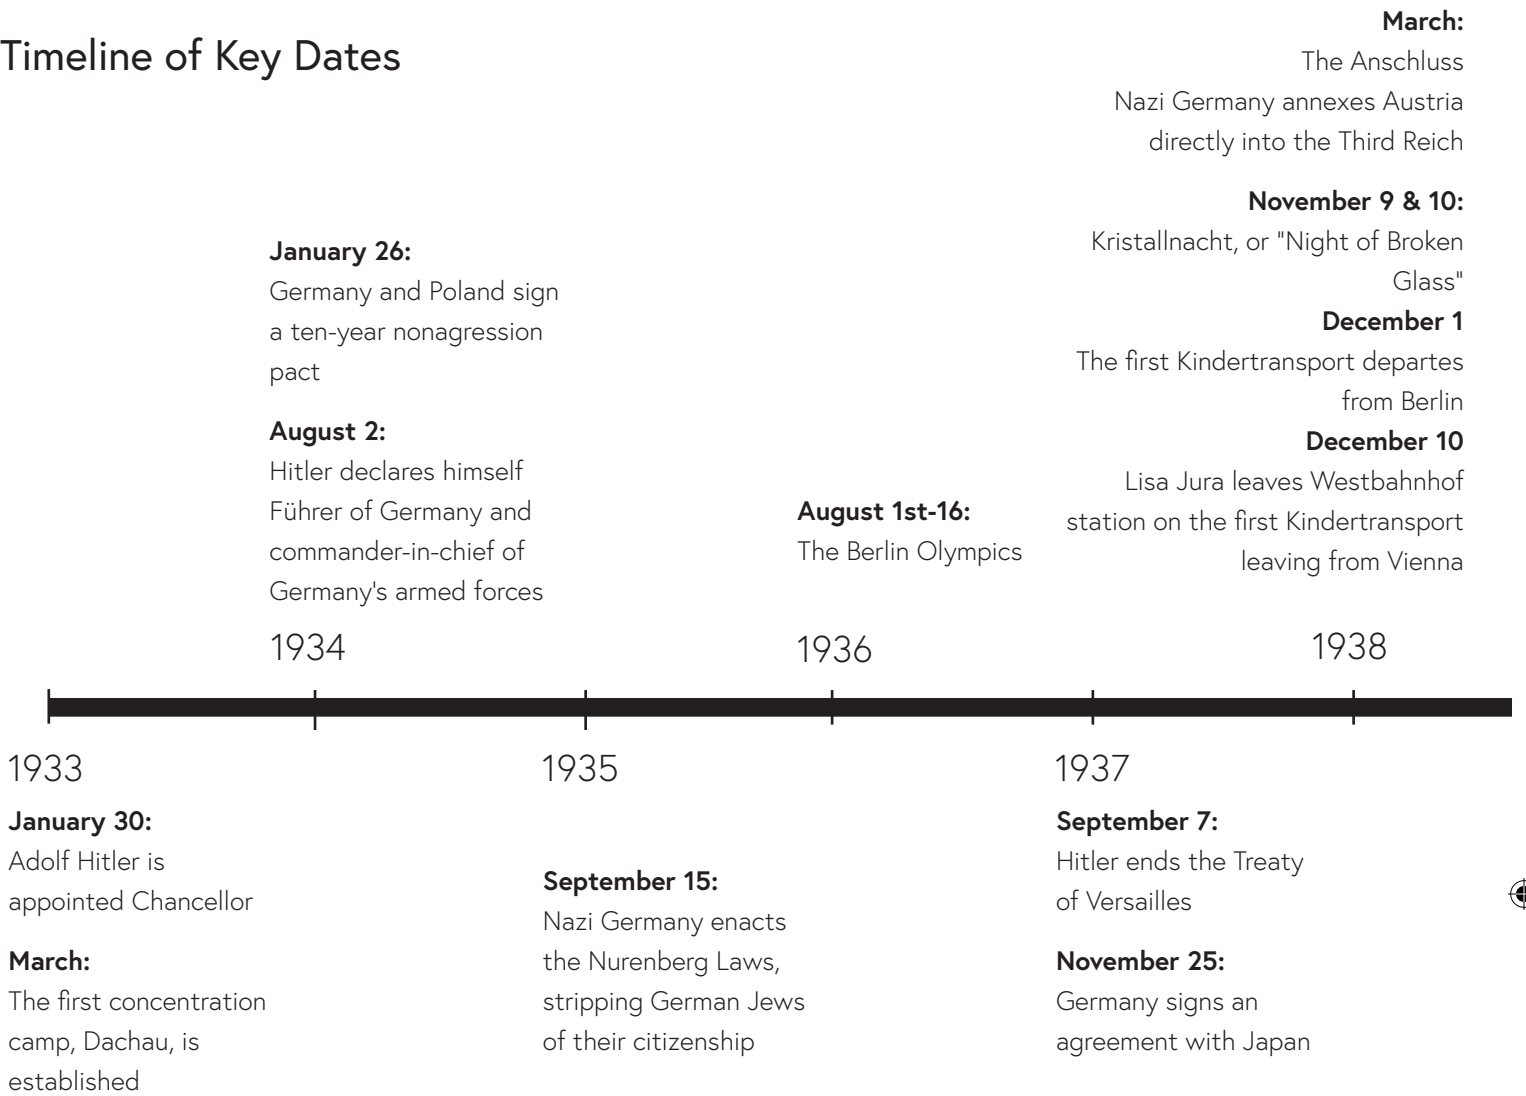 Timeline of Key Dates
March:
The Anschluss
Nazi Germany annexes Austria
directly into the Third Reich
November 9 & 10:
Kristallnacht, or "Night of Broken
Glass"
December 1
The first Kindertransport departes
from Berlin
December 10
Lisa Jura leaves Westbahnhof
station on the first Kindertransport
leaving from Vienna
1938
January 26:
Germany and Poland sign
a ten-year nonagression
pact
August 2:
Hitler declares himself
Führer of Germany and
commander-in-chief of
Germany's armed forces
1934
August 1st-16:
The Berlin Olympics
1936
1933
January 30:
Adolf Hitler is
appointed Chancellor
March:
The first concentration
camp, Dachau, is
established
1935
September 15:
Nazi Germany enacts
the Nurenberg Laws,
stripping German Jews
of their citizenship
1937
September 7:
Hitler ends the Treaty
of Versailles
November 25:
Germany signs an
agreement with Japan